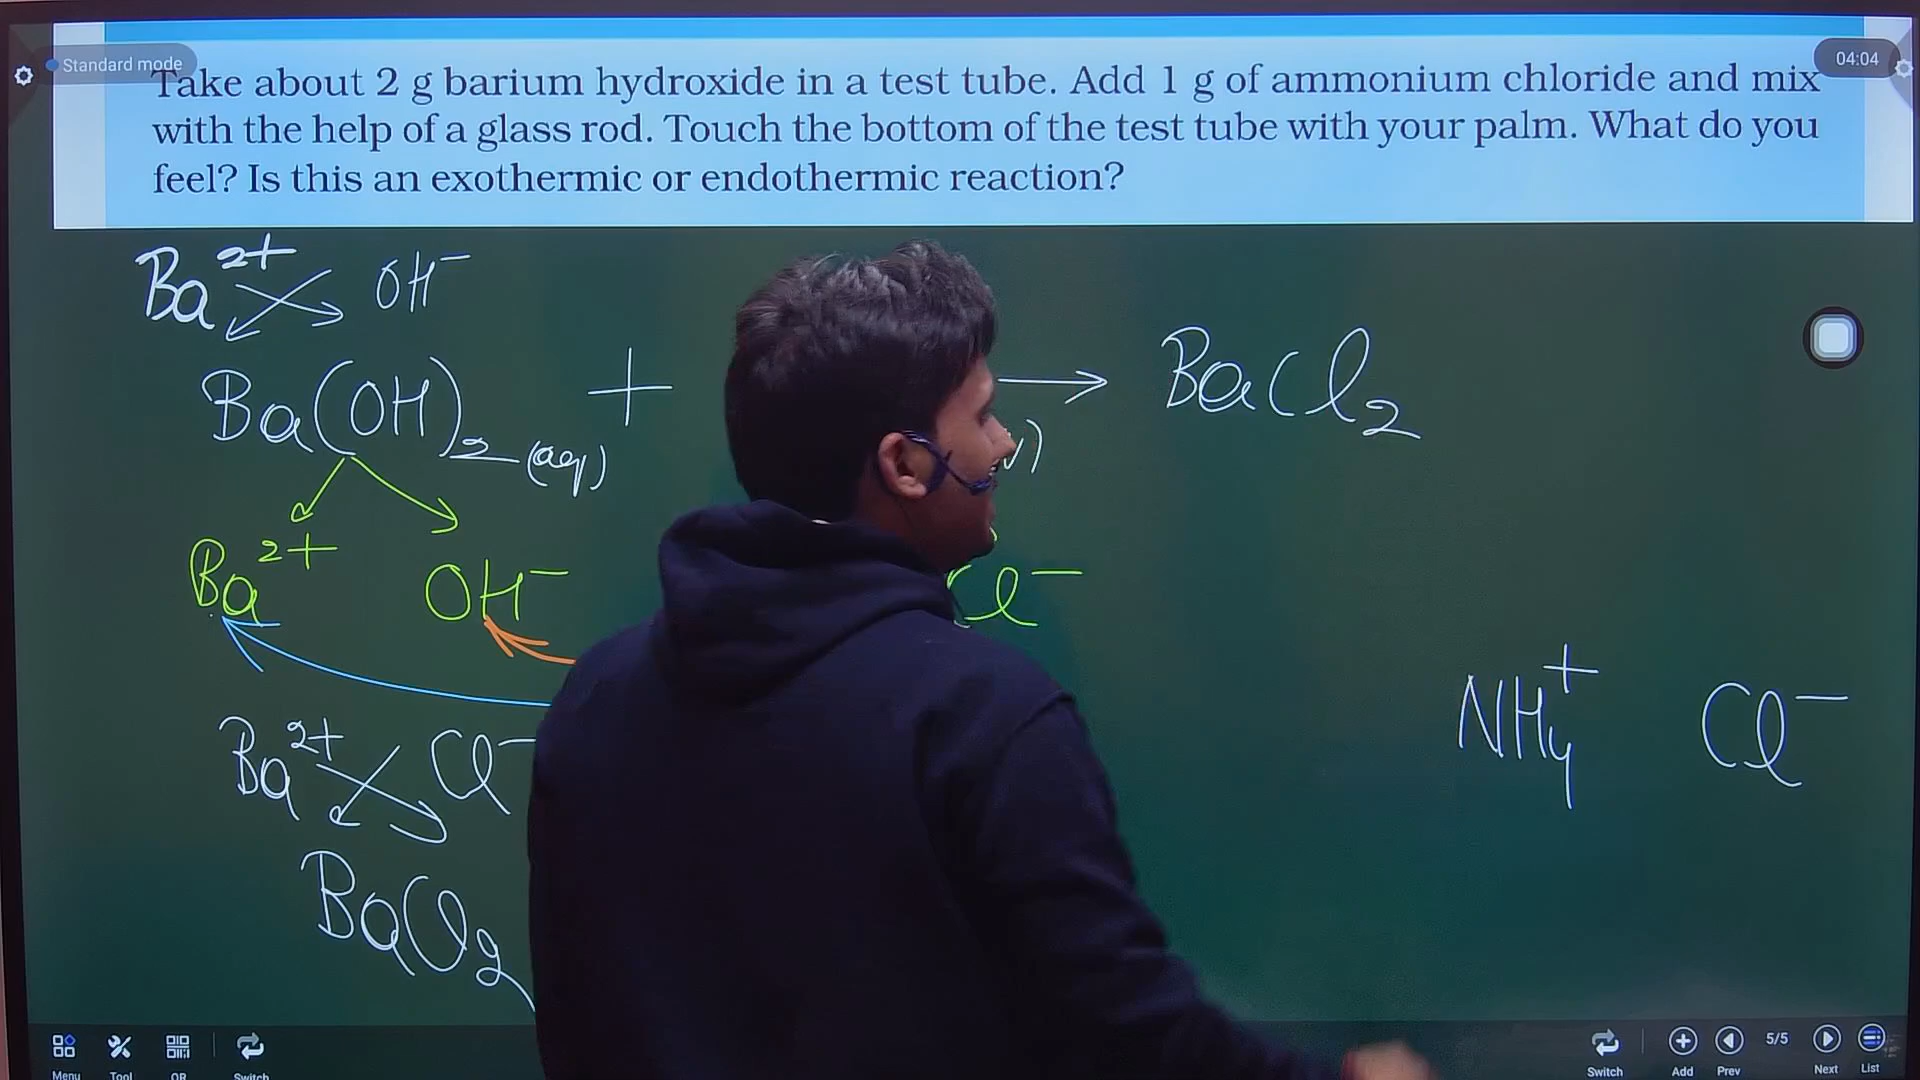 Standard mode
04:04
Take about 2 g barium hydroxide in a test tube. Add 1 g of ammonium chloride and mix
with the help of a glass rod. Touch the bottom of the test tube with your palm. What do you
feel? Is this an exothermic or endothermic reaction?
Ba2+ OH-
Ba(OH)2 (aq) + → BaCl2
Ba2+ OH- Cl-
NH4+ Cl-
Ba2+ Cl-
BaCl2
Menu Tool QR Switch Switch Add Prev 5/5 Next List